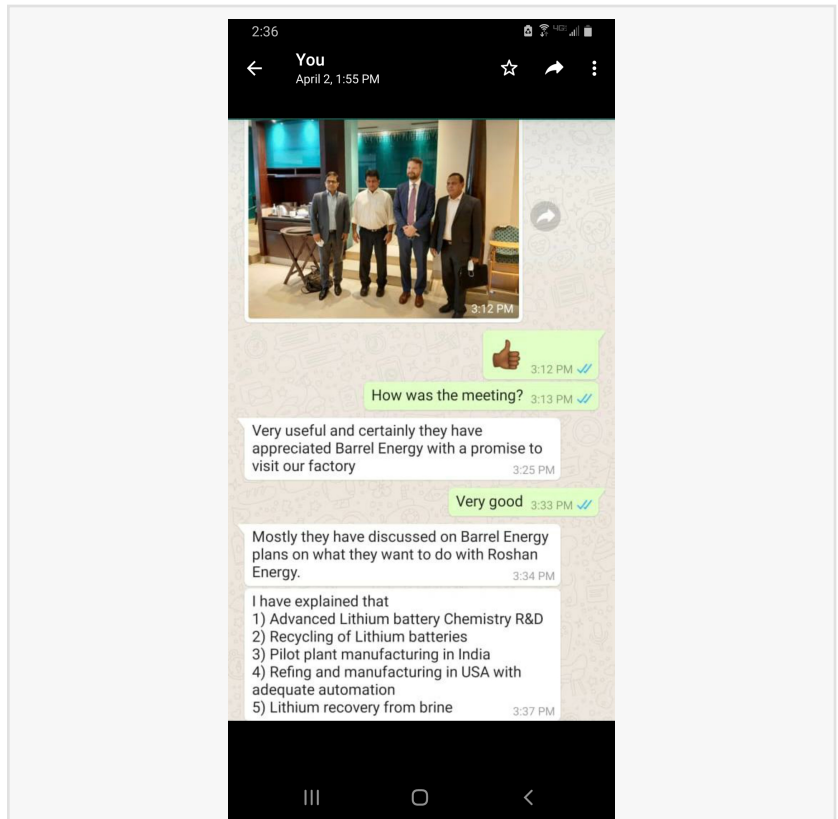 2:36
4G
You
April 2, 1:55 PM
3:12 PM
3:12 PM
How was the meeting? 3:13 PM
Very useful and certainly they have
appreciated Barrel Energy with a promise to
visit our factory 3:25 PM
Very good 3:33 PM
Mostly they have discussed on Barrel Energy
plans on what they want to do with Roshan
Energy. 3:34 PM
I have explained that
1) Advanced Lithium battery Chemistry R&D
2) Recycling of Lithium batteries
3) Pilot plant manufacturing in India
4) Refing and manufacturing in USA with
adequate automation
5) Lithium recovery from brine 3:37 PM